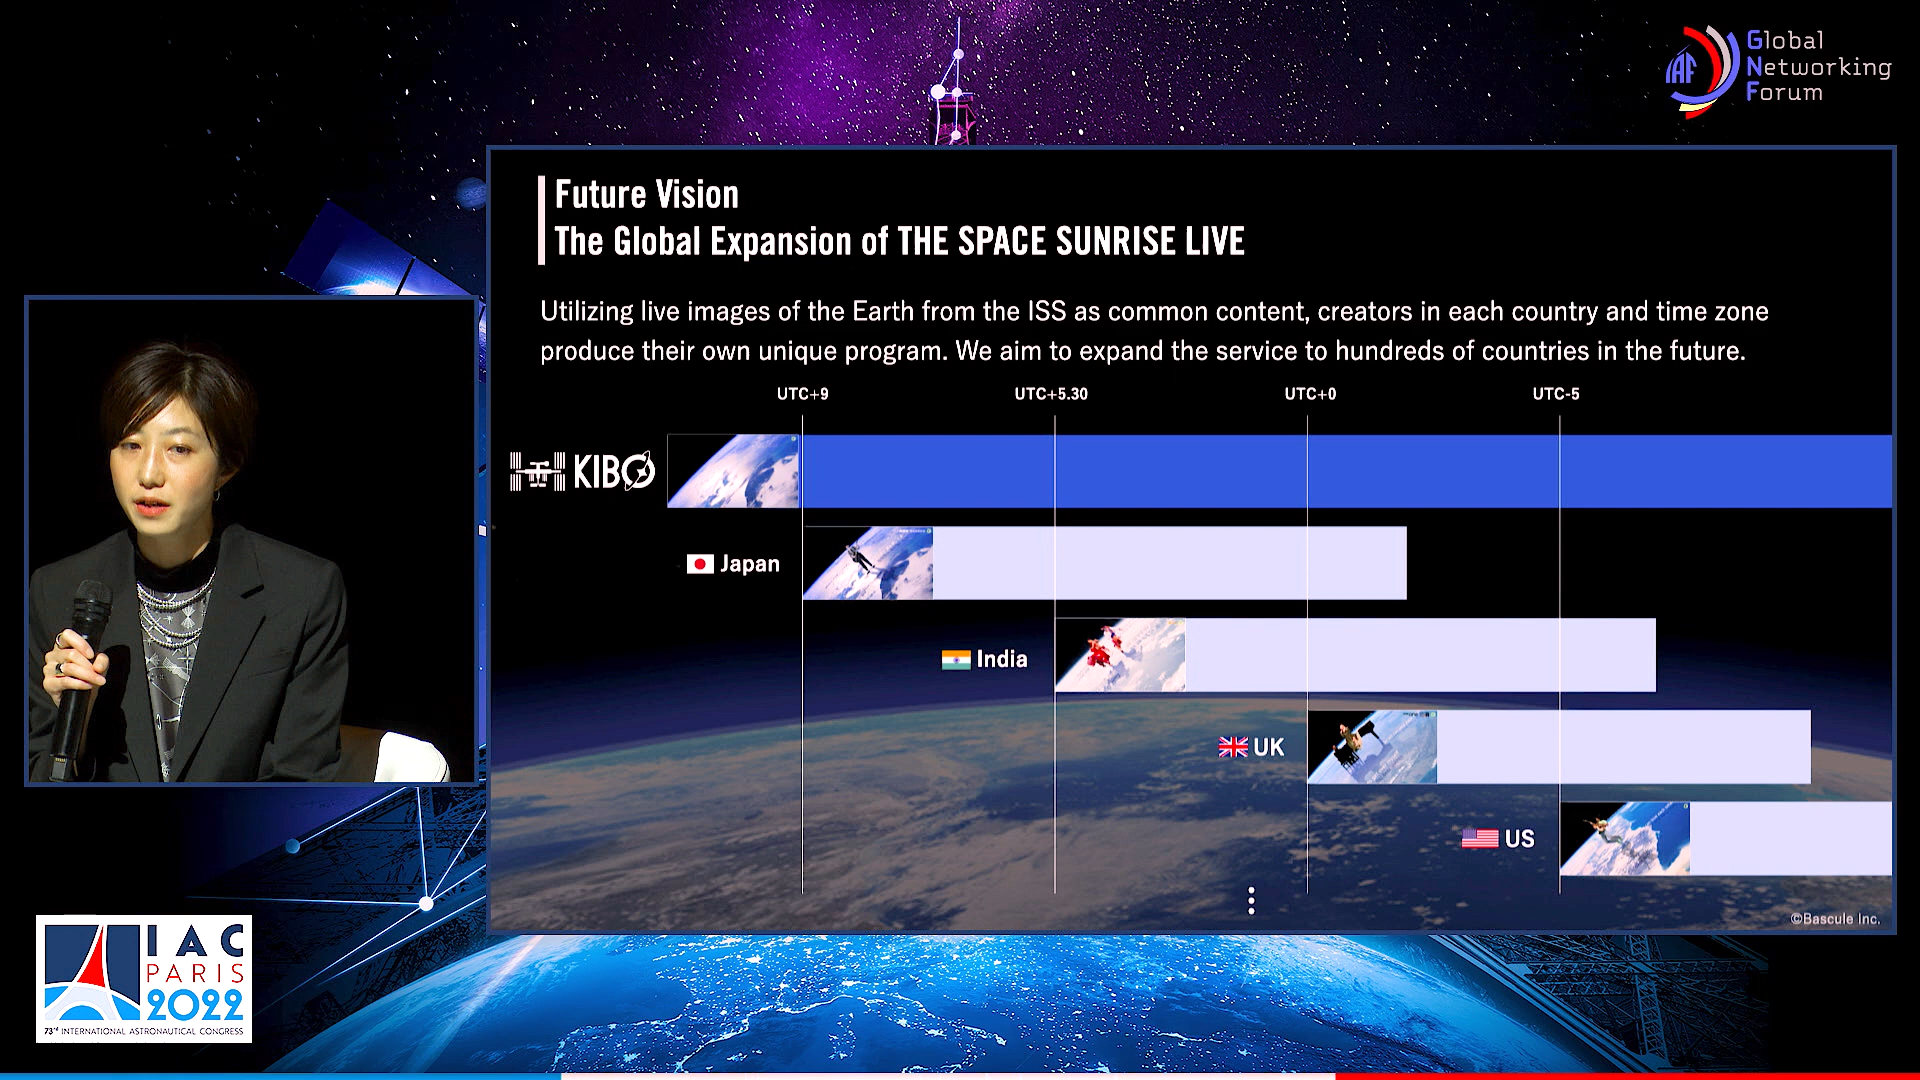 IAF
Global
Networking
Forum
Future Vision
The Global Expansion of THE SPACE SUNRISE LIVE
Utilizing live images of the Earth from the ISS as common content, creators in each country and time zone
produce their own unique program. We aim to expand the service to hundreds of countries in the future.
UTC+9 UTC+5.30 UTC+0 UTC-5
KIBO
Japan
India
UK
US
©Bascule Inc.
IAC
PARIS
2022
73rd INTERNATIONAL ASTRONAUTICAL CONGRESS